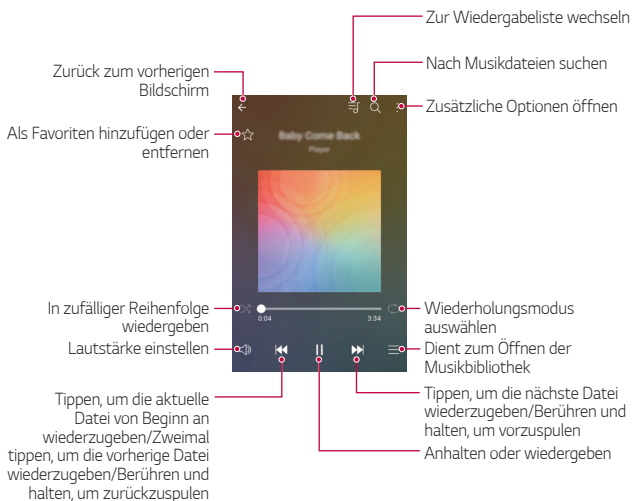 Zur Wiedergabeliste wechseln
Nach Musikdateien suchen
Zusätzliche Optionen öffnen
Zurück zum vorherigen
Bildschirm
Als Favoriten hinzufügen oder
entfernen
Baby Come Back
Player
In zufälliger Reihenfolge
wiedergeben
Lautstärke einstellen
0:04
3:34
Wiederholungsmodus
auswählen
Dient zum Öffnen der
Musikbibliothek
Tippen, um die aktuelle
Datei von Beginn an
wiederzugeben/Zweimal
tippen, um die vorherige Datei
wiederzugeben/Berühren und
halten, um zurückzuspulen
Tippen, um die nächste Datei
wiederzugeben/Berühren und
halten, um vorzuspulen
Anhalten oder wiedergeben